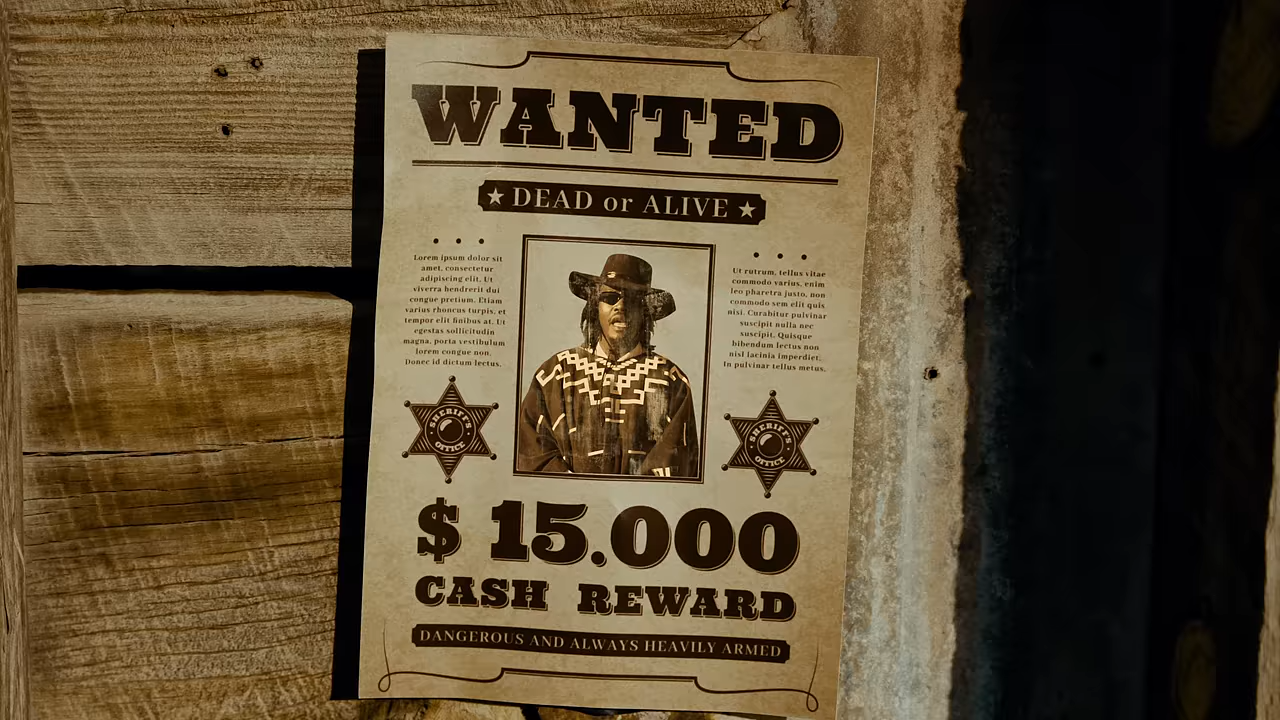 WANTED
★ DEAD or ALIVE ★
Lorem ipsum dolor sit
amet, consectetur
adipiscing elit. Ut
viverra hendrerit dui
congue pretium. Etiam
varius rhoncus turpis, et
tempor elit finibus at. Ut
egestas sollicitudin
magna, porta vestibulum
lorem congue non.
Donec id dictum lectus.
Ut rutrum, tellus vitae
commodo varius, enim
leo pharetra justo, non
commodo sem elit quis
nisi. Curabitur pulvinar
suscipit nulla nec
suscipit. Quisque
bibendum lectus non
nisl lacinia imperdiet.
In pulvinar tellus metus.
SHERIFF'S
OFFICE
SHERIFF'S
OFFICE
$ 15.000
CASH REWARD
DANGEROUS AND ALWAYS HEAVILY ARMED